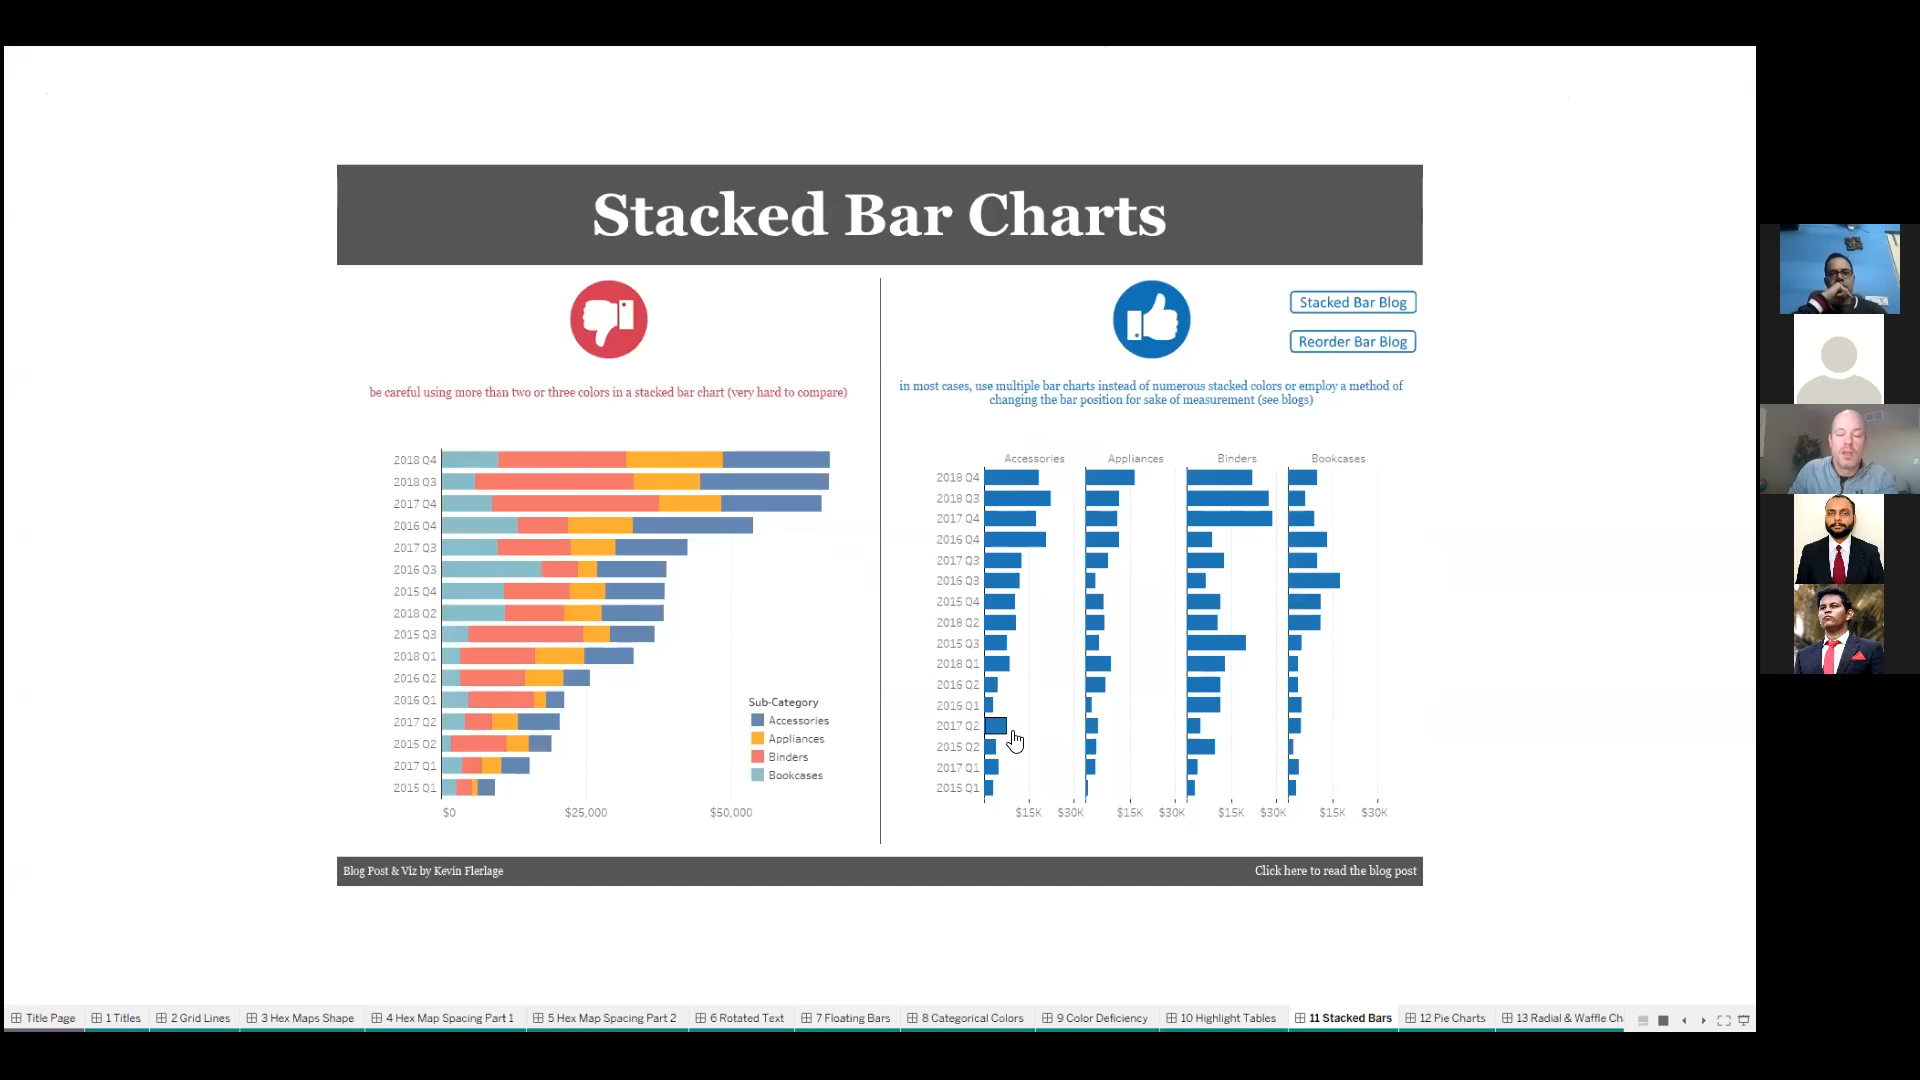 Stacked Bar Charts
Stacked Bar Blog
Reorder Bar Blog
be careful using more than two or three colors in a stacked bar chart (very hard to compare)
in most cases, use multiple bar charts instead of numerous stacked colors or employ a method of
changing the bar position for sake of measurement (see blogs)
2018 Q4
2018 Q3
2017 Q4
2016 Q4
2017 Q3
2016 Q3
2015 Q4
2018 Q2
2015 Q3
2018 Q1
2016 Q2
2016 Q1
2017 Q2
2015 Q2
2017 Q1
2015 Q1
$0 $25,000 $50,000
Sub-Category
Accessories
Appliances
Binders
Bookcases
Accessories Appliances Binders Bookcases
2018 Q4
2018 Q3
2017 Q4
2016 Q4
2017 Q3
2016 Q3
2015 Q4
2018 Q2
2015 Q3
2018 Q1
2016 Q2
2016 Q1
2017 Q2
2015 Q2
2017 Q1
2015 Q1
$15K $30K $15K $30K $15K $30K $15K $30K
Blog Post & Viz by Kevin Flerlage
Click here to read the blog post
Title Page 1 Titles 2 Grid Lines 3 Hex Maps Shape 4 Hex Map Spacing Part 1 5 Hex Map Spacing Part 2 6 Rotated Text 7 Floating Bars 8 Categorical Colors 9 Color Deficiency 10 Highlight Tables 11 Stacked Bars 12 Pie Charts 13 Radial & Waffle Ch